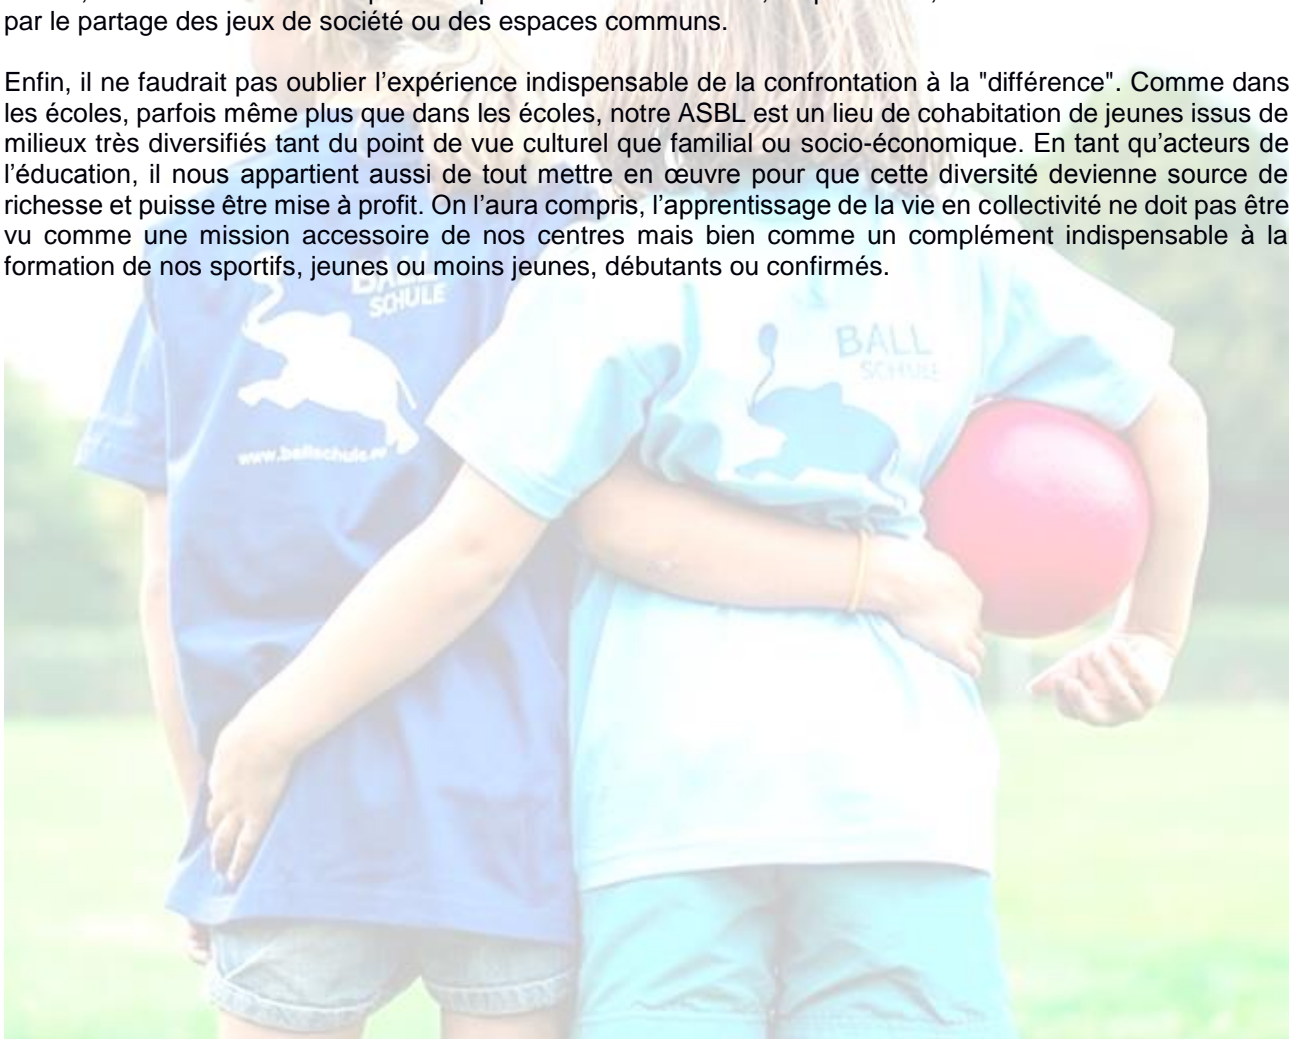 par le partage des jeux de société ou des espaces communs.
Enfin, il ne faudrait pas oublier l’expérience indispensable de la confrontation à la "différence". Comme dans
les écoles, parfois même plus que dans les écoles, notre ASBL est un lieu de cohabitation de jeunes issus de
milieux très diversifiés tant du point de vue culturel que familial ou socio-économique. En tant qu’acteurs de
l’éducation, il nous appartient aussi de tout mettre en œuvre pour que cette diversité devienne source de
richesse et puisse être mise à profit. On l’aura compris, l’apprentissage de la vie en collectivité ne doit pas être
vu comme une mission accessoire de nos centres mais bien comme un complément indispensable à la
formation de nos sportifs, jeunes ou moins jeunes, débutants ou confirmés.
BALL
SCHULE
www.ballschule.eu
BALL
SCHULE